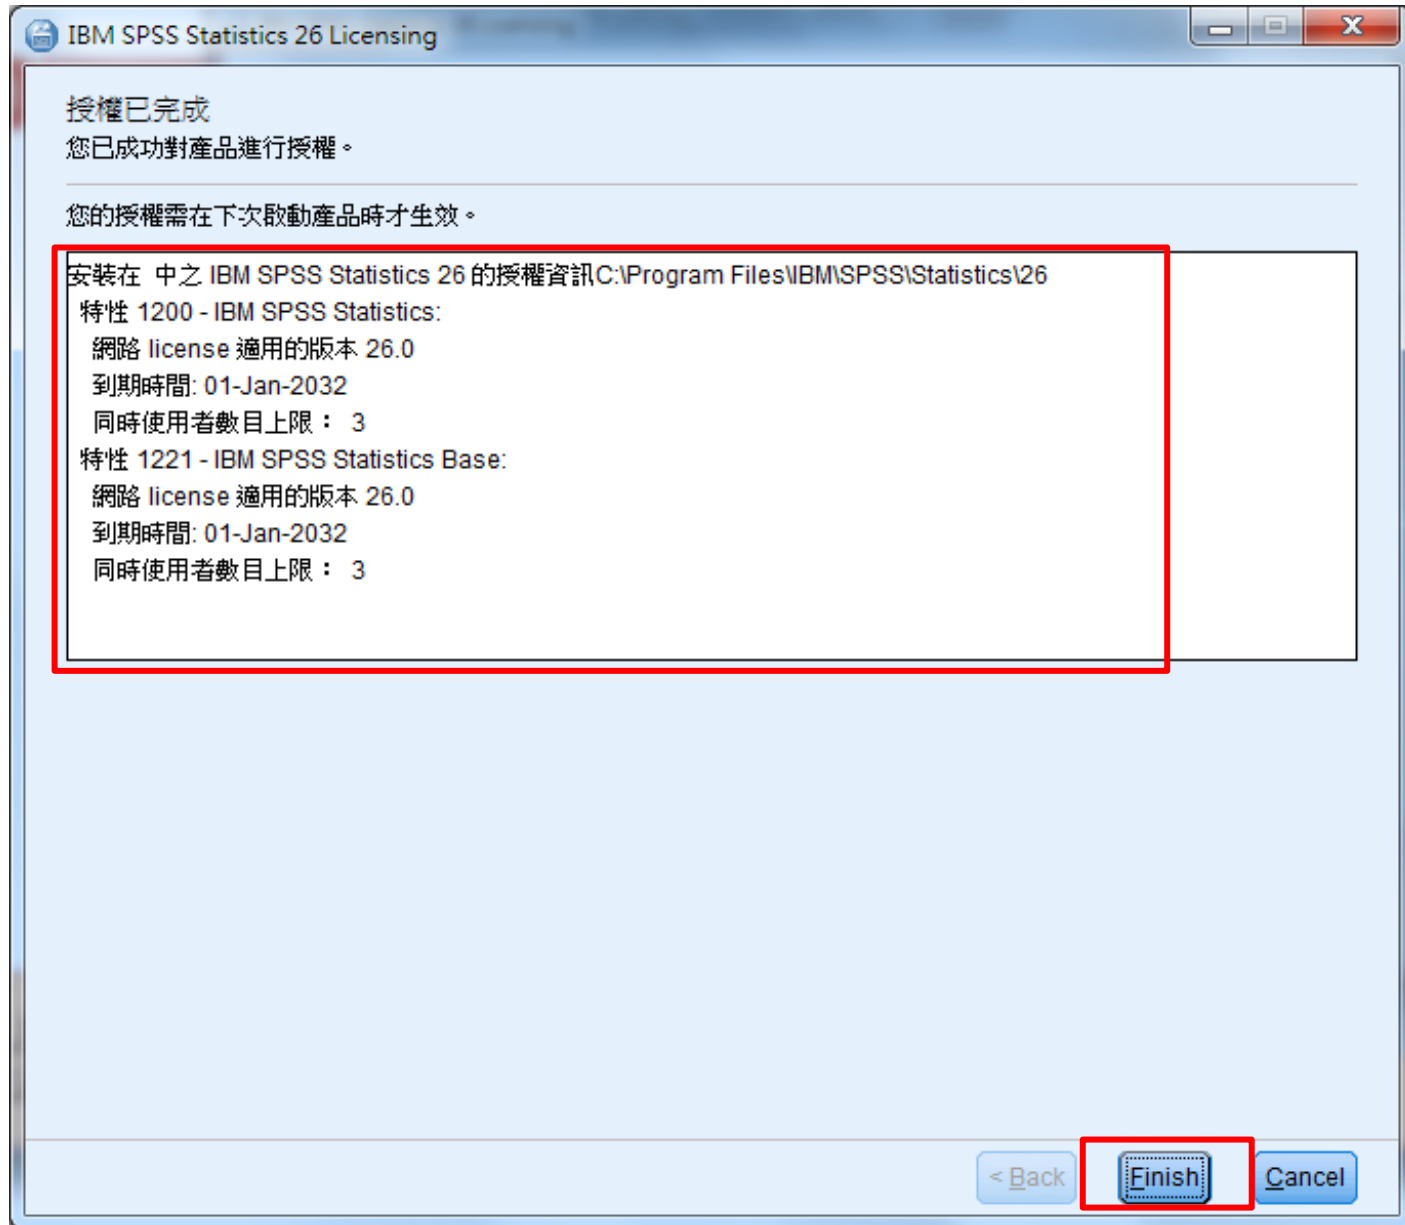 IBM SPSS Statistics 26 Licensing
授權已完成
您已成功對產品進行授權。
您的授權需在下次啟動產品時才生效。
安裝在 中之 IBM SPSS Statistics 26 的授權資訊C:\Program Files\IBM\SPSS\Statistics\26
特性 1200 - IBM SPSS Statistics:
網路 license 適用的版本 26.0
到期時間: 01-Jan-2032
同時使用者數目上限： 3
特性 1221 - IBM SPSS Statistics Base:
網路 license 適用的版本 26.0
到期時間: 01-Jan-2032
同時使用者數目上限： 3
< Back Finish Cancel